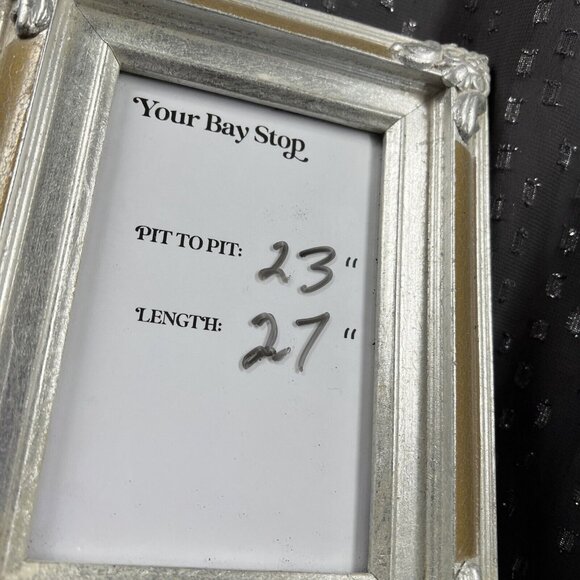 Your Bay Stop
PIT TO PIT: 23 "
LENGTH: 27 "